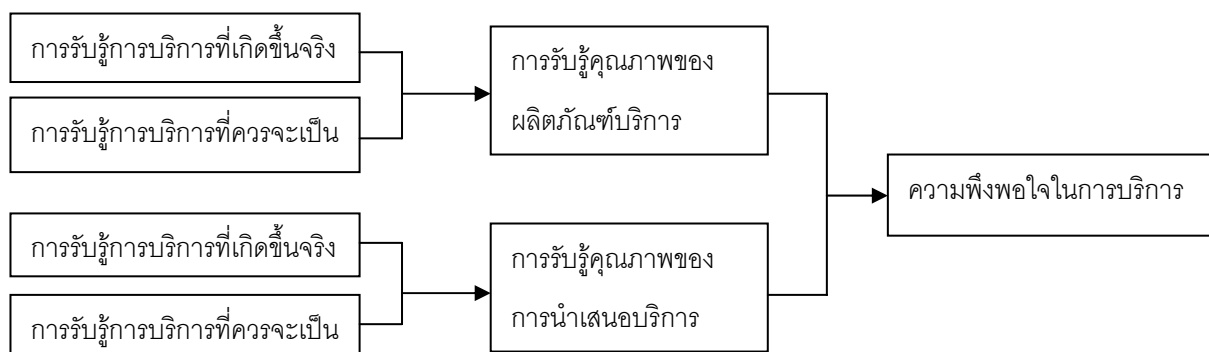 การรับรู้การบริการที่เกิดขึ้นจริง
การรับรู้การบริการที่ควรจะเป็น
การรับรู้คุณภาพของ
ผลิตภัณฑ์บริการ
การรับรู้การบริการที่เกิดขึ้นจริง
การรับรู้การบริการที่ควรจะเป็น
การรับรู้คุณภาพของ
การนำเสนอบริการ
ความพึงพอใจในการบริการ